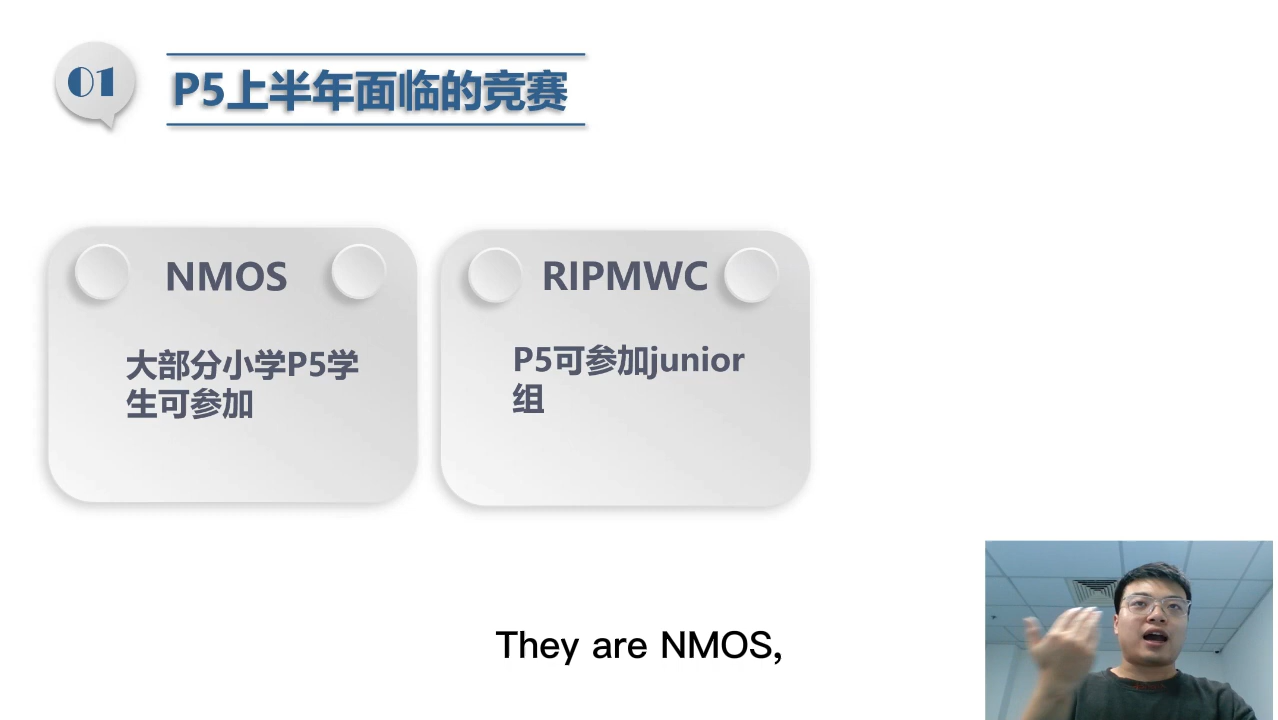 01
P5上半年面临的竞赛
NMOS
大部分小学P5学
生可参加
RIPMWC
P5可参加junior
组
They are NMOS,